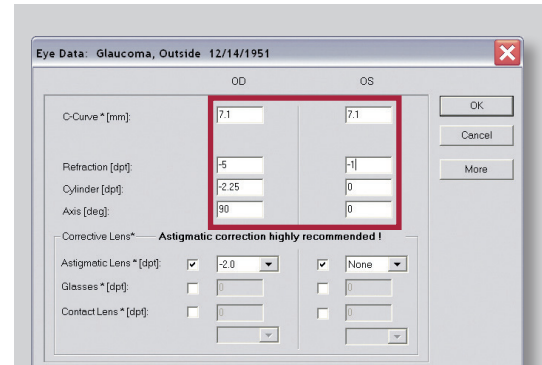 Eye Data: Glaucoma, Outside 12/14/1951
OD OS
C-Curve * [mm]: 7.1 7.1 OK
Cancel
Refraction [dpt]: -5 -1 More
Cylinder [dpt]: -2.25 0
Axis [deg]: 90 0
Corrective Lens* Astigmatic correction highly recommended !
Astigmatic Lens * [dpt]: -2.0 None
Glasses * [dpt]: 0 0
Contact Lens * [dpt]: 0 0